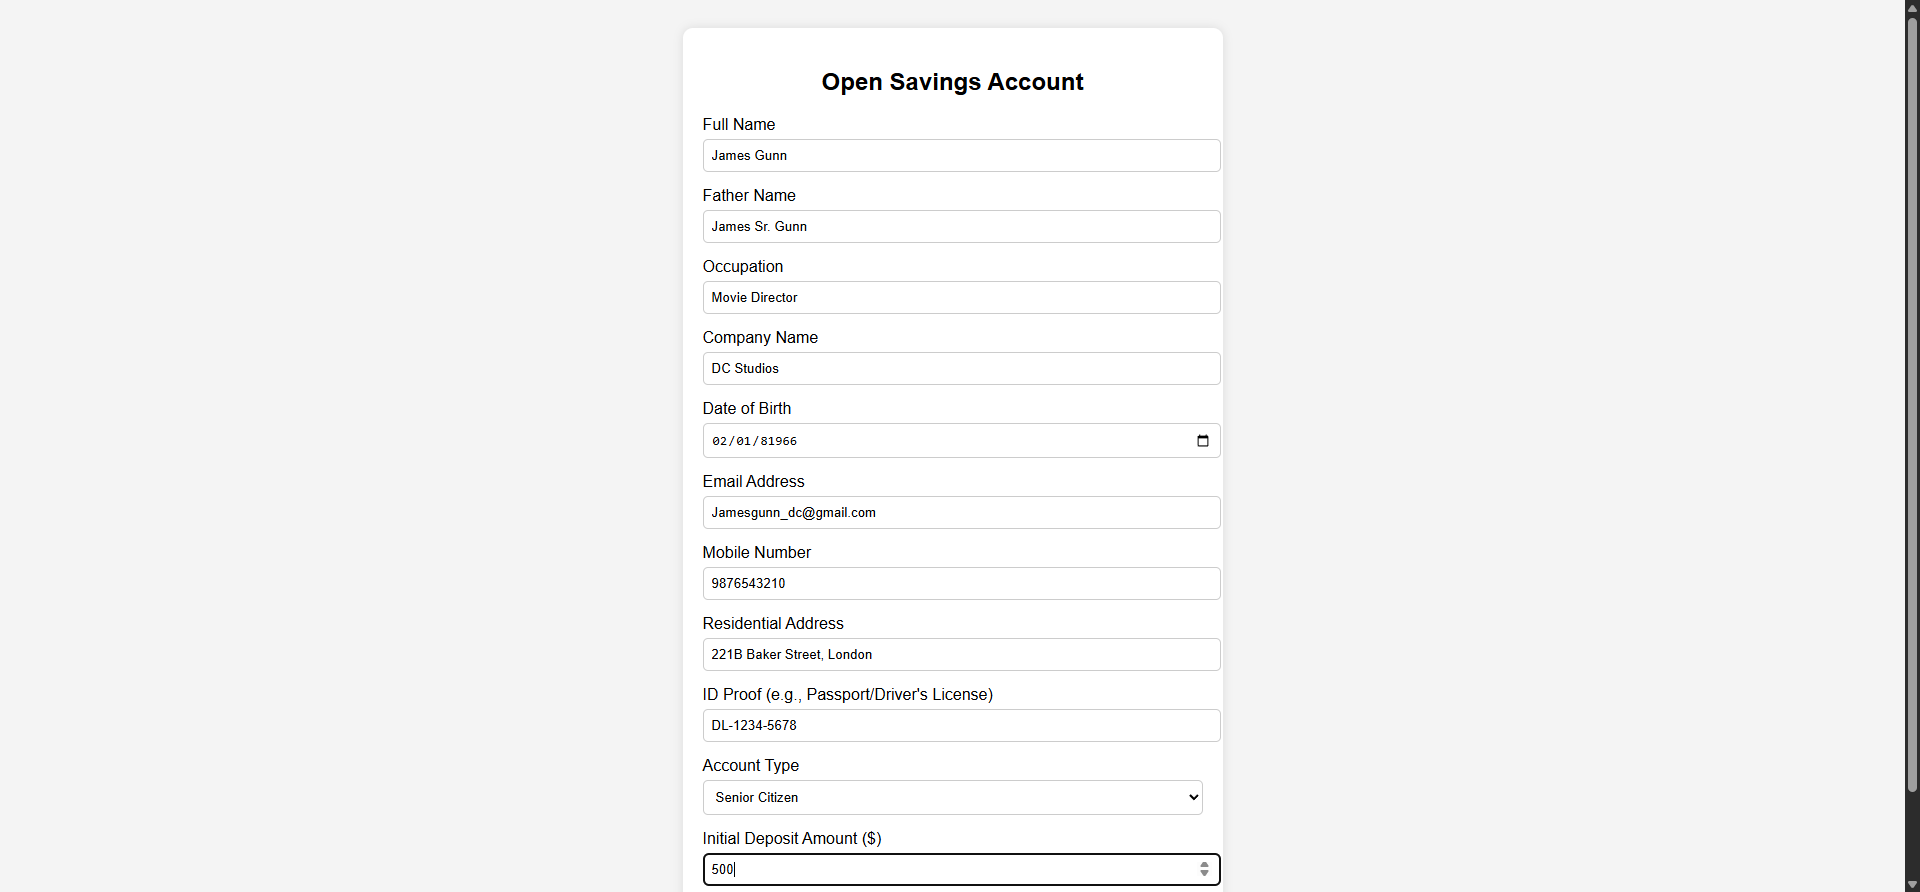 Open Savings Account
Full Name
James Gunn
Father Name
James Sr. Gunn
Occupation
Movie Director
Company Name
DC Studios
Date of Birth
02/01/81966
Email Address
Jamesgunn_dc@gmail.com
Mobile Number
9876543210
Residential Address
221B Baker Street, London
ID Proof (e.g., Passport/Driver's License)
DL-1234-5678
Account Type
Senior Citizen
Initial Deposit Amount ($)
500